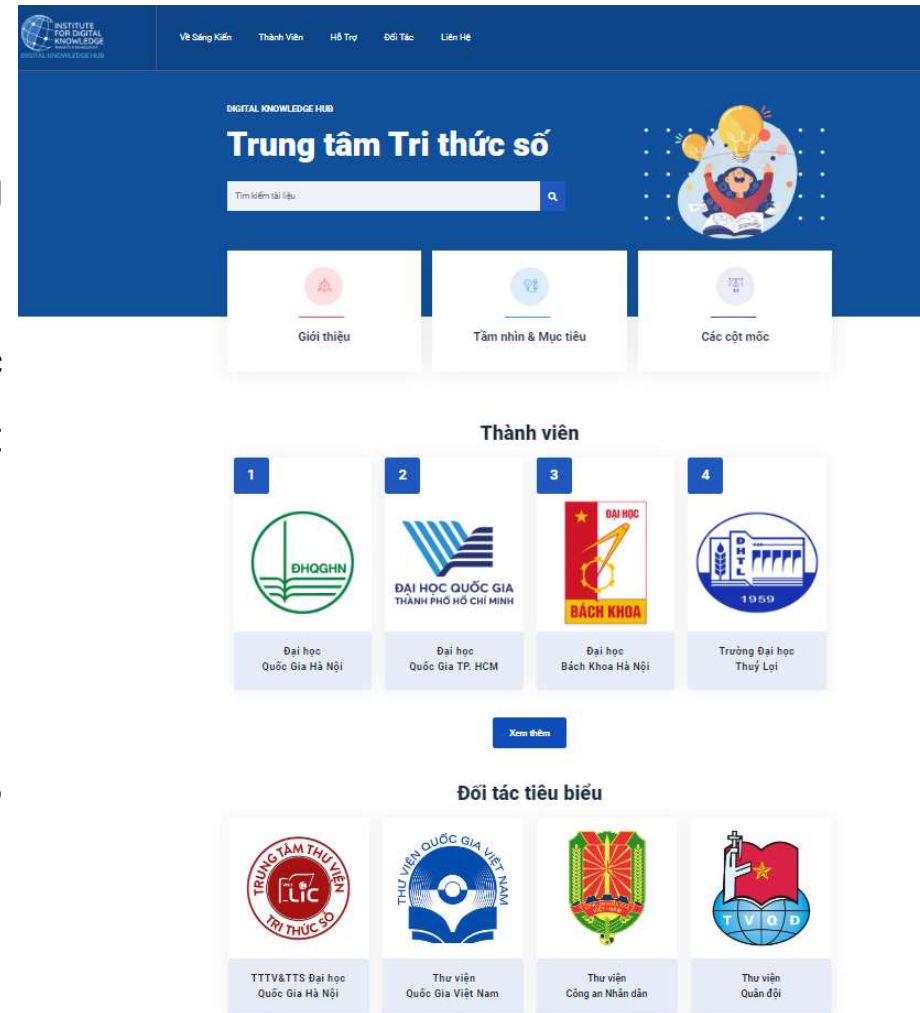 INSTITUTE
FOR DIGITAL
KNOWLEDGE
DIGITAL KNOWLEDGE HUB
Về Sáng Kiến Thành Viên Hỗ Trợ Đối Tác Liên Hệ
DIGITAL KNOWLEDGE HUB
Trung tâm Tri thức số
Tìm kiếm tài liệu
Giới thiệu Tầm nhìn & Mục tiêu Các cột mốc
Thành viên
1 2 3 4
ĐHQGHN
ĐẠI HỌC QUỐC GIA
THÀNH PHỐ HỒ CHÍ MINH
ĐẠI HỌC
BÁCH KHOA
ĐHTL
1959
Đại học
Quốc Gia Hà Nội
Đại học
Quốc Gia TP. HCM
Đại học
Bách Khoa Hà Nội
Trường Đại học
Thuỷ Lợi
Xem thêm
Đối tác tiêu biểu
TRUNG TÂM THƯ VIỆN
LIC
TRI THỨC SỐ
THƯ VIỆN QUỐC GIA VIỆT NAM
VIỆT-NAM
TVQĐ
TTTV&TTS Đại học
Quốc Gia Hà Nội
Thư viện
Quốc Gia Việt Nam
Thư viện
Công an Nhân dân
Thư viện
Quân đội